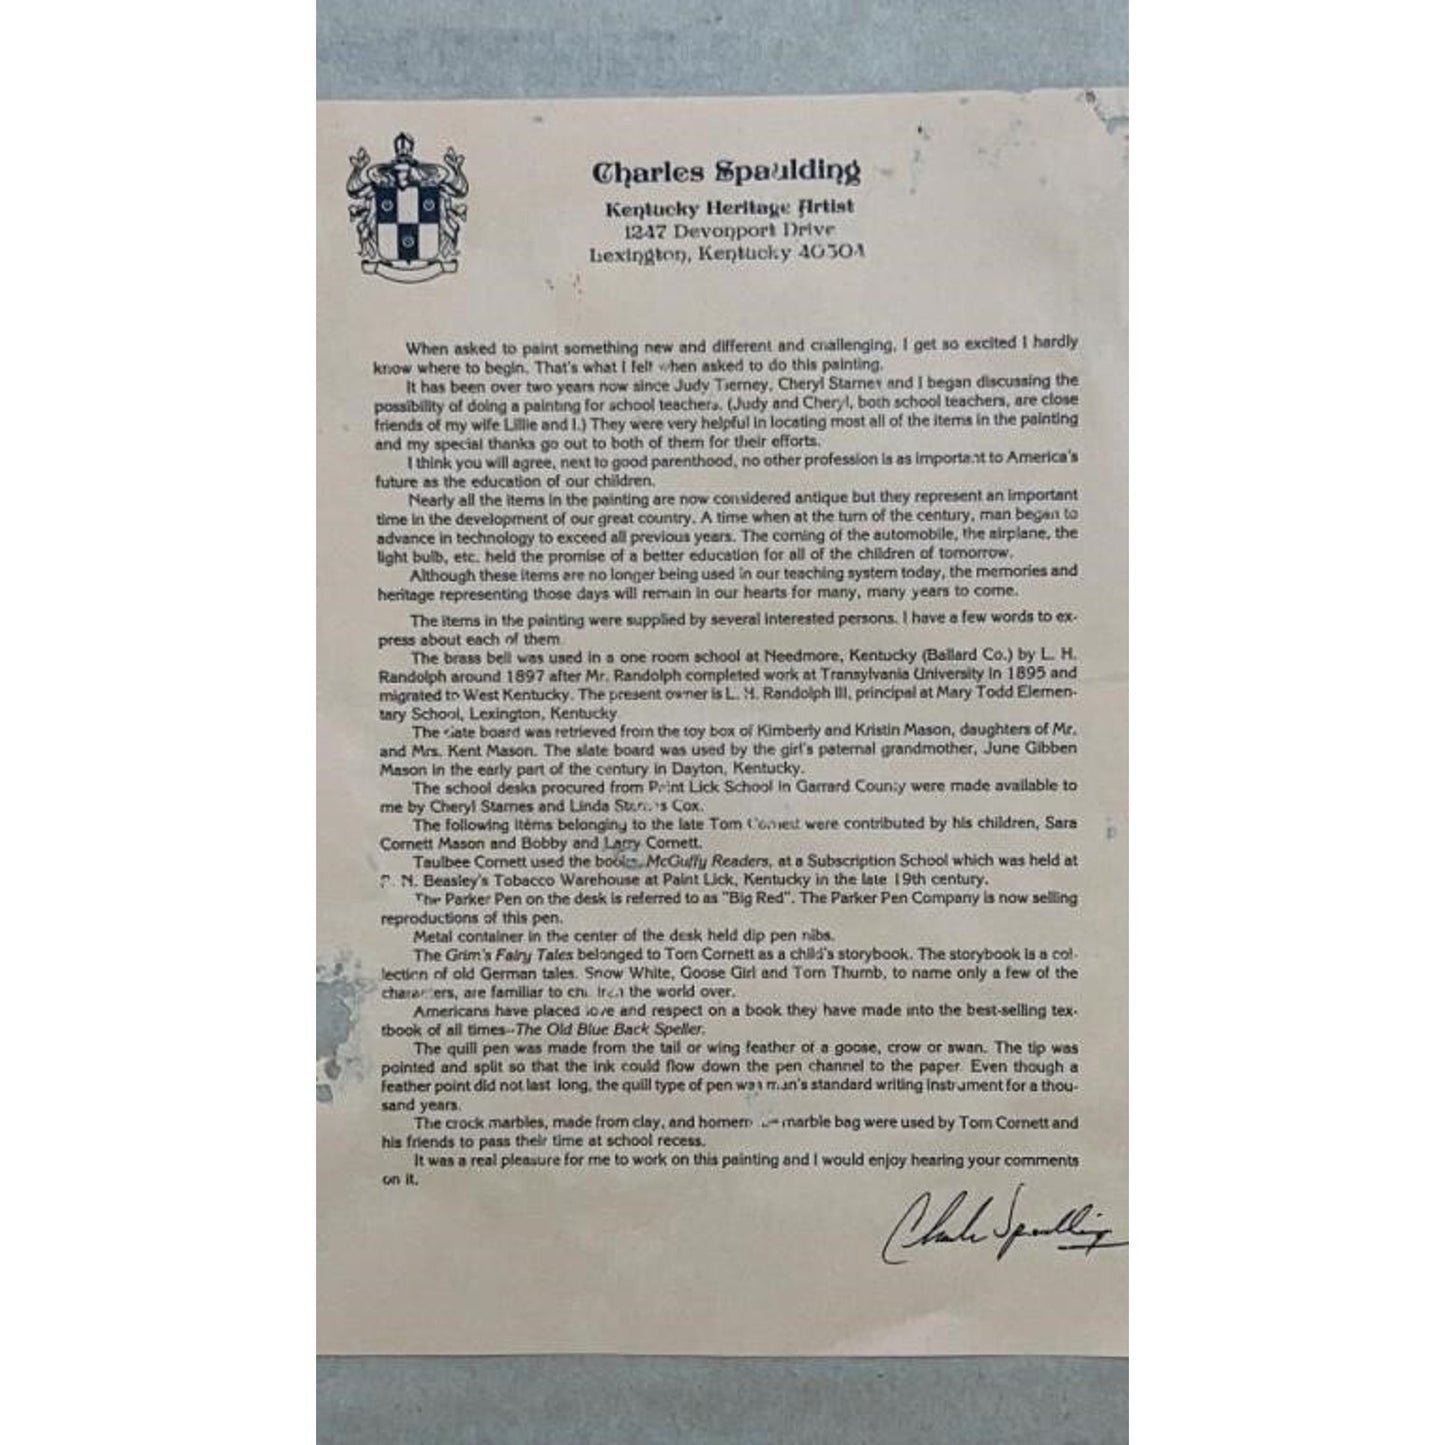 Charles Spaulding
Kentucky Heritage Artist
1247 Devonport Drive
Lexington, Kentucky 40504
When asked to paint something new and different and challenging, I get so excited I hardly
know where to begin. That's what I felt when asked to do this painting.
It has been over two years now since Judy Tierney, Cheryl Starnes and I began discussing the
possibility of doing a painting for school teachers. (Judy and Cheryl, both school teachers, are close
friends of my wife Lillie and I.) They were very helpful in locating most all of the items in the painting
and my special thanks go out to both of them for their efforts.
I think you will agree, next to good parenthood, no other profession is as important to America's
future as the education of our children.
Nearly all the items in the painting are now considered antique but they represent an important
time in the development of our great country. A time when at the turn of the century, man began to
advance in technology to exceed all previous years. The coming of the automobile, the airplane, the
light bulb, etc. held the promise of a better education for all of the children of tomorrow.
Although these items are no longer being used in our teaching system today, the memories and
heritage representing those days will remain in our hearts for many, many years to come.
The items in the painting were supplied by several interested persons. I have a few words to ex-
press about each of them
The brass bell was used in a one room school at Needmore, Kentucky (Ballard Co.) by L. H.
Randolph around 1897 after Mr. Randolph completed work at Transylvania University in 1895 and
migrated to West Kentucky. The present owner is L. H. Randolph III, principal at Mary Todd Elemen-
tary School, Lexington, Kentucky
The slate board was retrieved from the toy box of Kimberly and Kristin Mason, daughters of Mr.
and Mrs. Kent Mason. The slate board was used by the girl's paternal grandmother, June Gibben
Mason in the early part of the century in Dayton, Kentucky.
The school desks procured from Paint Lick School in Garrard County were made available to
me by Cheryl Starnes and Linda Starnes Cox.
The following items belonging to the late Tom Cornett were contributed by his children, Sara
Cornett Mason and Bobby and Larry Cornett.
Taulbee Cornett used the books, McGuffy Readers, at a Subscription School which was held at
N. Beasley's Tobacco Warehouse at Paint Lick, Kentucky in the late 19th century.
The Parker Pen on the desk is referred to as "Big Red". The Parker Pen Company is now selling
reproductions of this pen.
Metal container in the center of the desk held dip pen nibs.
The Grim's Fairy Tales belonged to Tom Cornett as a child's storybook. The storybook is a col-
lection of old German tales. Snow White, Goose Girl and Tom Thumb, to name only a few of the
characters, are familiar to children the world over.
Americans have placed love and respect on a book they have made into the best-selling tex-
tbook of all times--The Old Blue Back Speller.
The quill pen was made from the tail or wing feather of a goose, crow or swan. The tip was
pointed and split so that the ink could flow down the pen channel to the paper. Even though a
feather point did not last long, the quill type of pen was man's standard writing instrument for a thou-
sand years.
The crock marbles, made from clay, and homemade marble bag were used by Tom Cornett and
his friends to pass their time at school recess.
It was a real pleasure for me to work on this painting and I would enjoy hearing your comments
on it.
Charles Spaulding